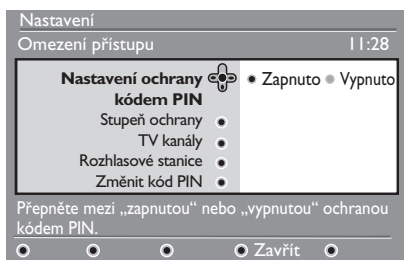 Nastavení
Omezení přístupu 11:28
Nastavení ochrany kódem PIN
Zapnuto Vypnuto
Stupeň ochrany
TV kanály
Rozhlasové stanice
Změnit kód PIN
Přepněte mezi „zapnutou“ nebo „vypnutou“ ochranou
kódem PIN.
Zavřít